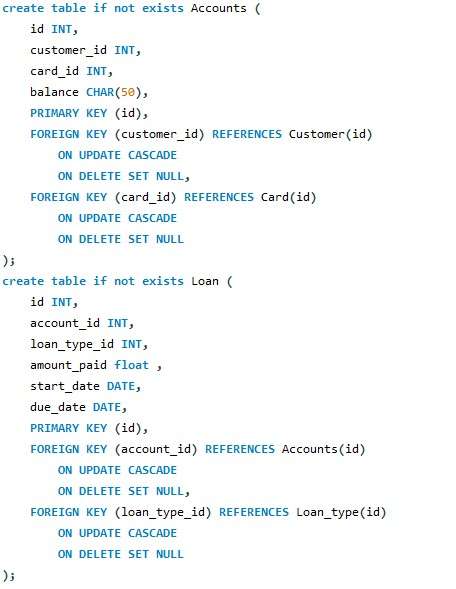 create table if not exists Accounts (
    id INT,
    customer_id INT,
    card_id INT,
    balance CHAR(50),
    PRIMARY KEY (id),
    FOREIGN KEY (customer_id) REFERENCES Customer(id)
        ON UPDATE CASCADE
        ON DELETE SET NULL,
    FOREIGN KEY (card_id) REFERENCES Card(id)
        ON UPDATE CASCADE
        ON DELETE SET NULL
);
create table if not exists Loan (
    id INT,
    account_id INT,
    loan_type_id INT,
    amount_paid float ,
    start_date DATE,
    due_date DATE,
    PRIMARY KEY (id),
    FOREIGN KEY (account_id) REFERENCES Accounts(id)
        ON UPDATE CASCADE
        ON DELETE SET NULL,
    FOREIGN KEY (loan_type_id) REFERENCES Loan_type(id)
        ON UPDATE CASCADE
        ON DELETE SET NULL
);